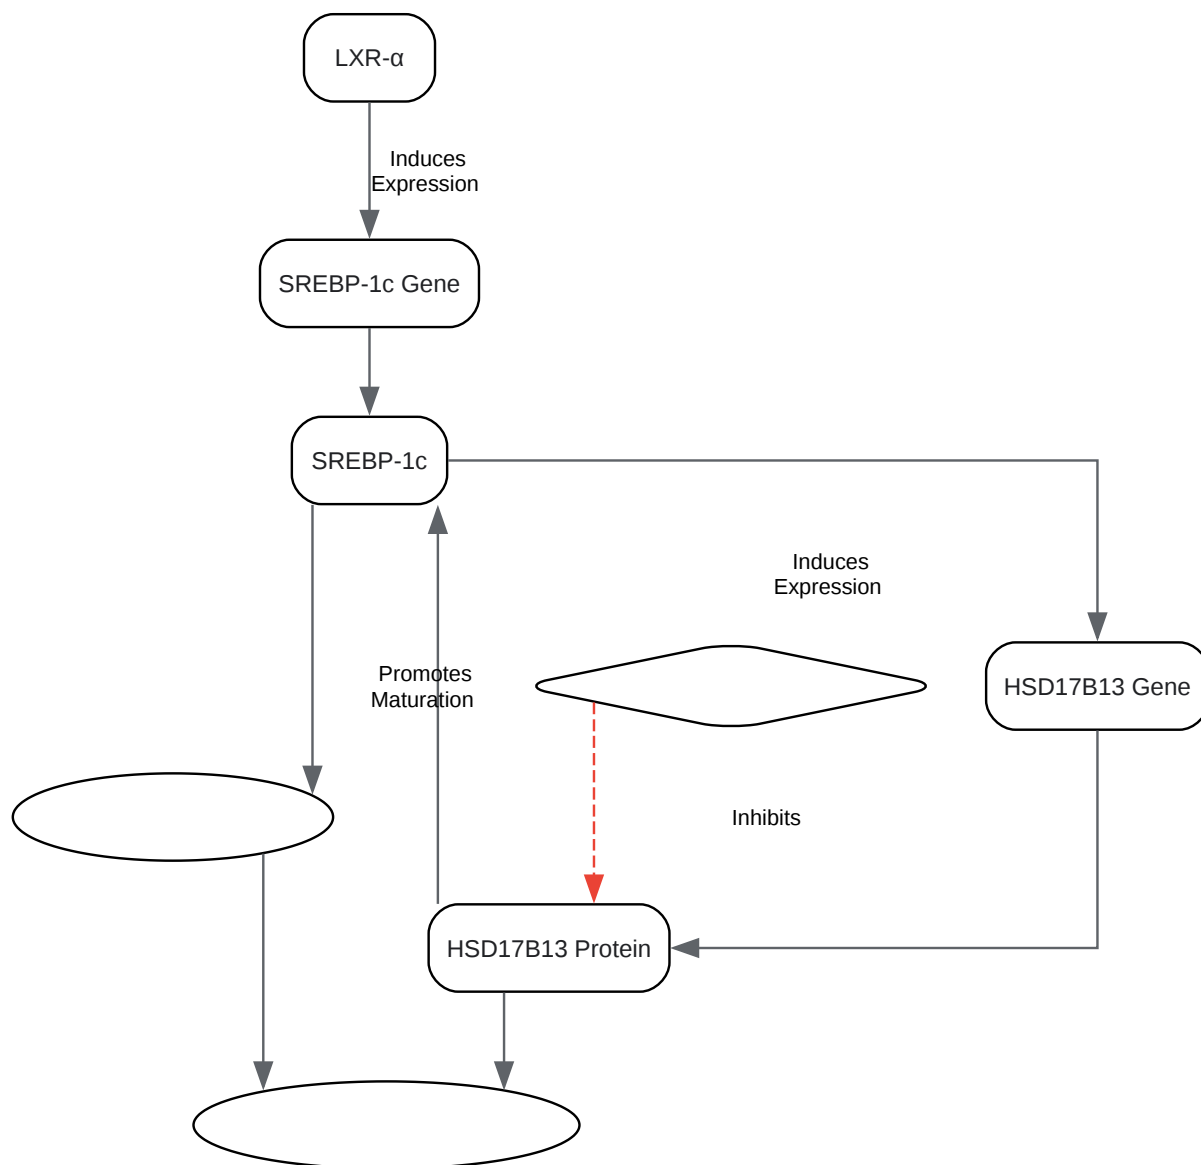 LXR-α
Induces
Expression
SREBP-1c Gene
SREBP-1c
Induces
Expression
Promotes
Maturation
HSD17B13 Gene
Inhibits
HSD17B13 Protein